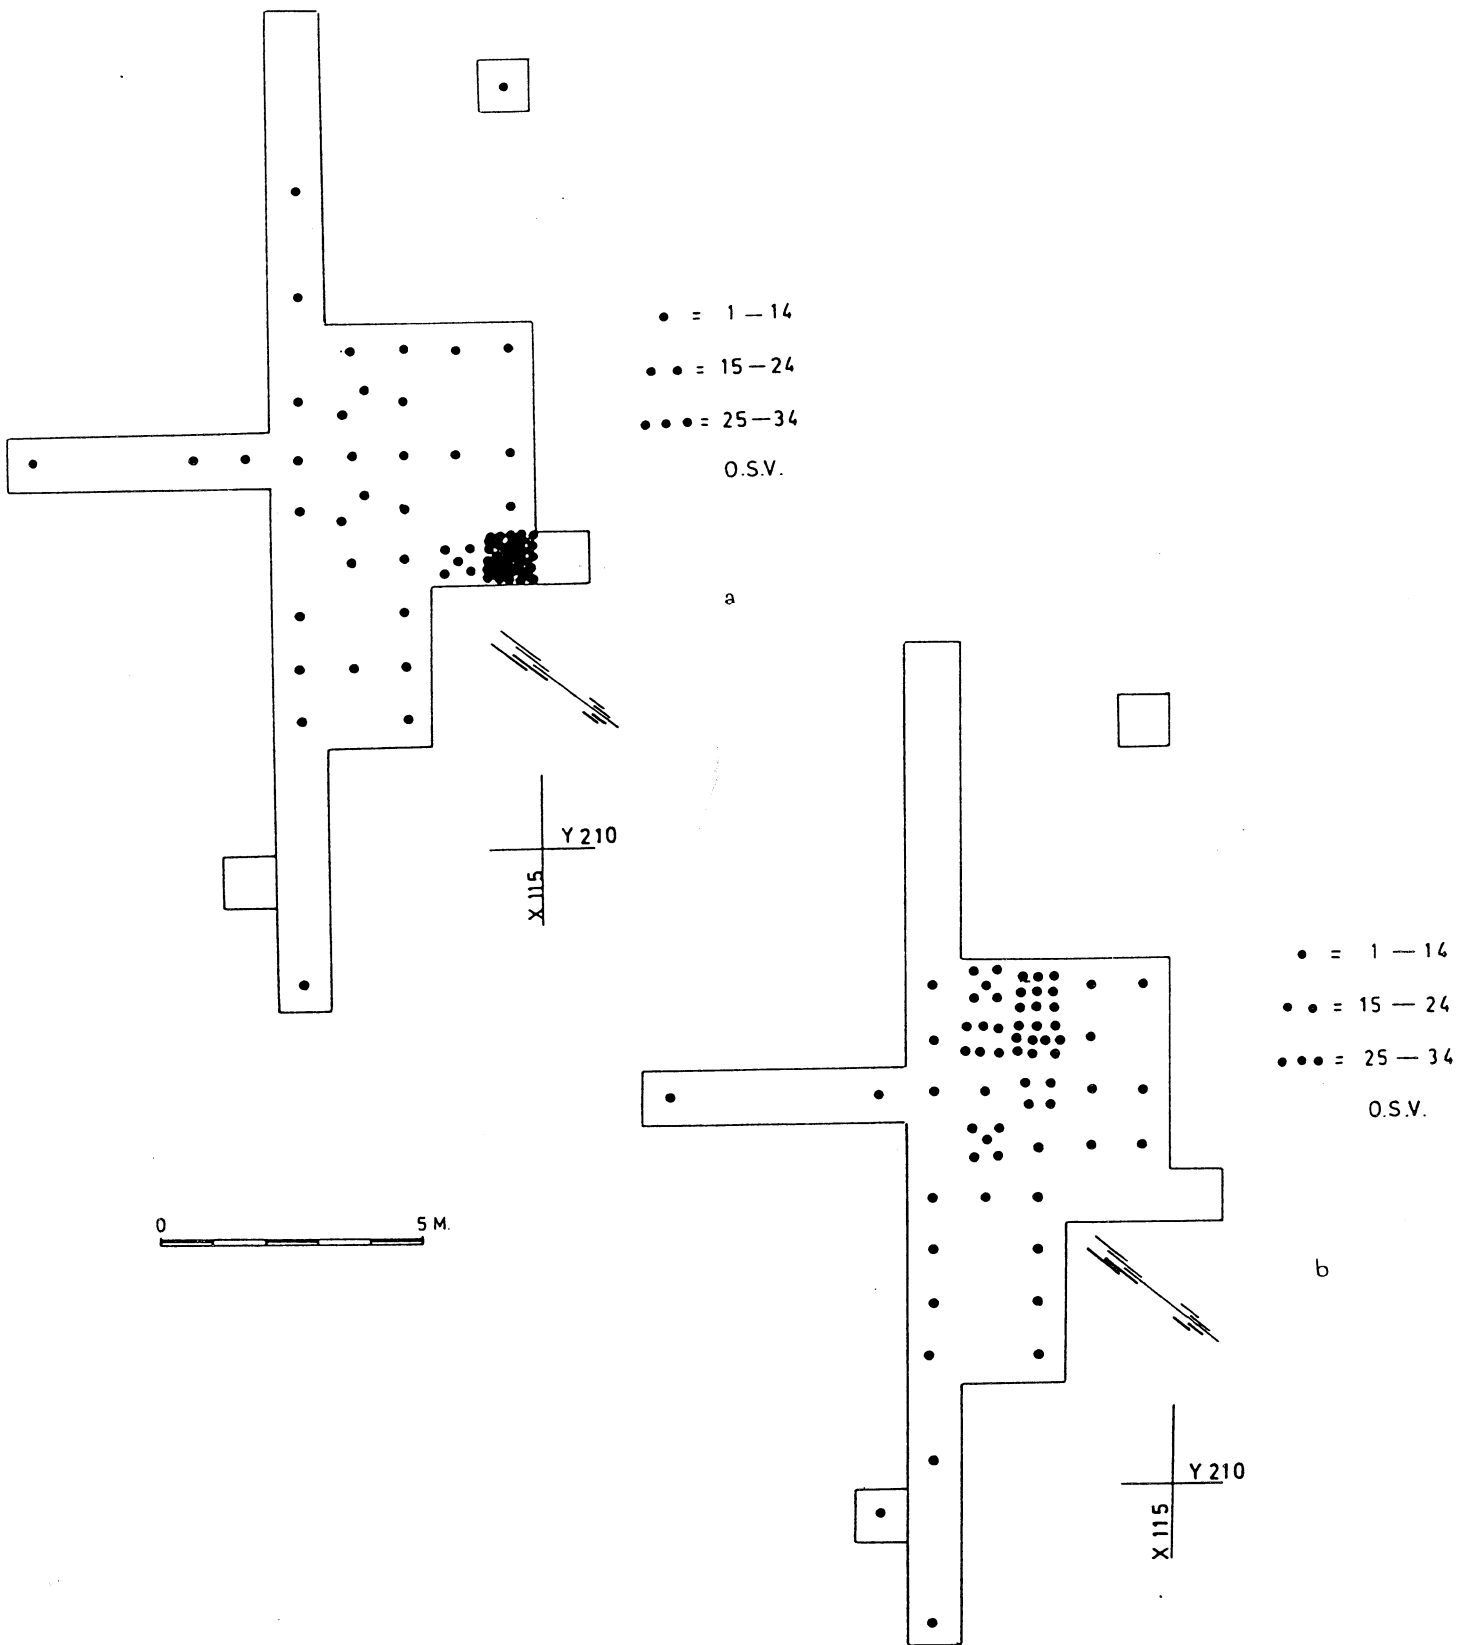 ● = 1 — 14
● ● = 15 — 24
● ● ● = 25 — 34
O.S.V.
a
Y 210
X 115
● = 1 — 14
● ● = 15 — 24
● ● ● = 25 — 34
O.S.V.
0 5 M.
b
Y 210
X 115